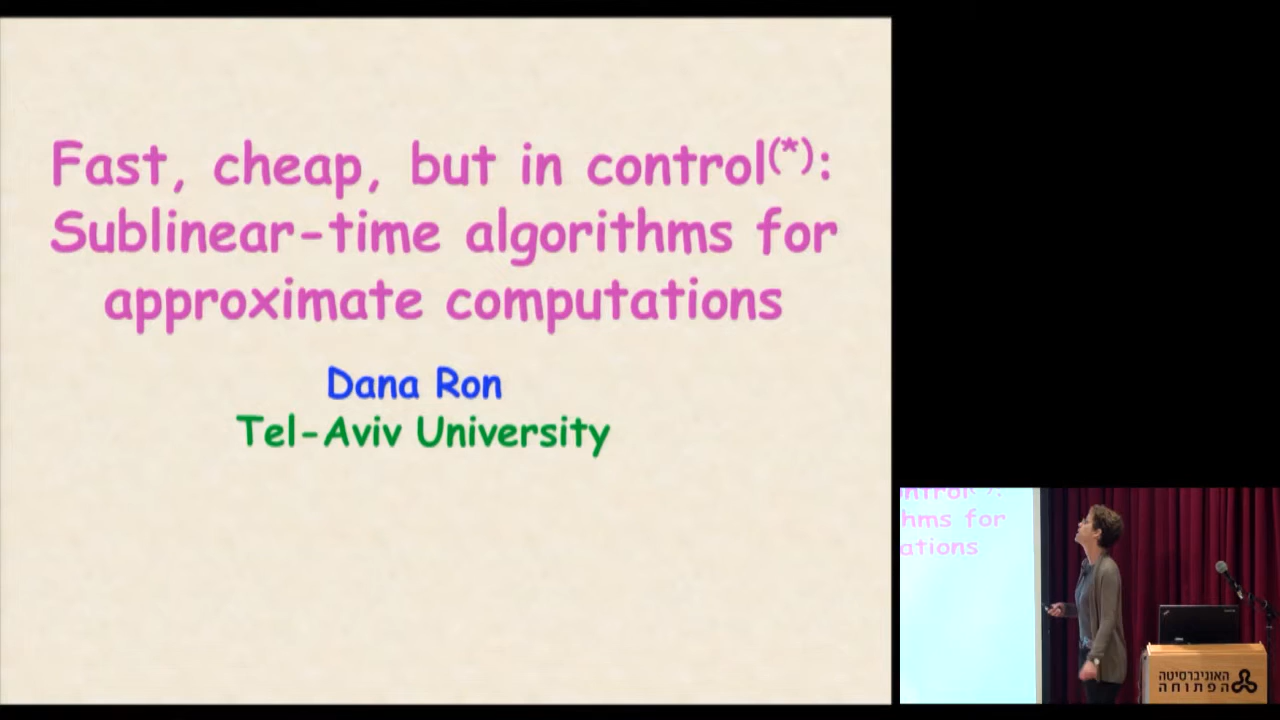 Fast, cheap, but in control(*):
Sublinear-time algorithms for
approximate computations
Dana Ron
Tel-Aviv University
ntrol(*):
hms for
ations
האוניברסיטה
הפתוחה